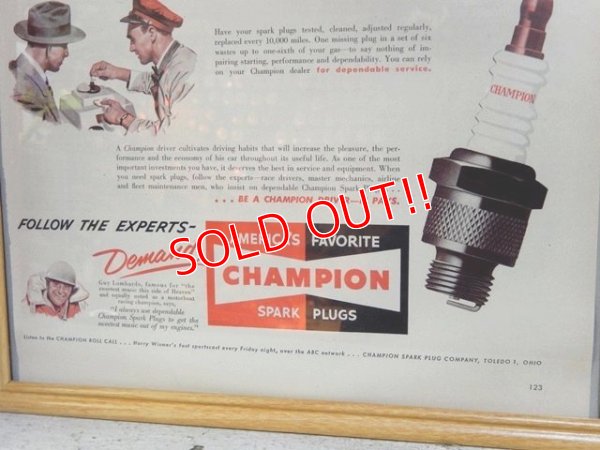 Have your spark plugs tested, cleaned, adjusted regularly,
replaced every 10,000 miles. One missing plug in a set of six
wastes up to one-sixth of your gas—to say nothing of im-
pairing starting, performance and dependability. You can rely
on your Champion dealer for dependable service.
CHAMPION
A Champion driver cultivates driving habits that will increase the pleasure, the per-
formance and the economy of his car throughout its useful life. As one of the most
important investments you have, it deserves the best in service and equipment. When
you need spark plugs, follow the experts—race drivers, master mechanics, airline
and fleet maintenance men, who insist on dependable Champion Spark
. . . BE A CHAMPION DRIVER
SOLD OUT!!
FOLLOW THE EXPERTS-
Demand
AMERICA'S FAVORITE
CHAMPION
SPARK PLUGS
Guy Lombardo, famous for "the
sweetest music this side of Heaven"
and equally noted as a motorboat
racing champion, says,
"I always use dependable
Champion Spark Plugs to get the
sweetest music out of my engines."
Listen to the CHAMPION ROLL CALL . . . Harry Wismer's fast sportscast every Friday night, over the ABC network . . . CHAMPION SPARK PLUG COMPANY, TOLEDO 1, OHIO
123